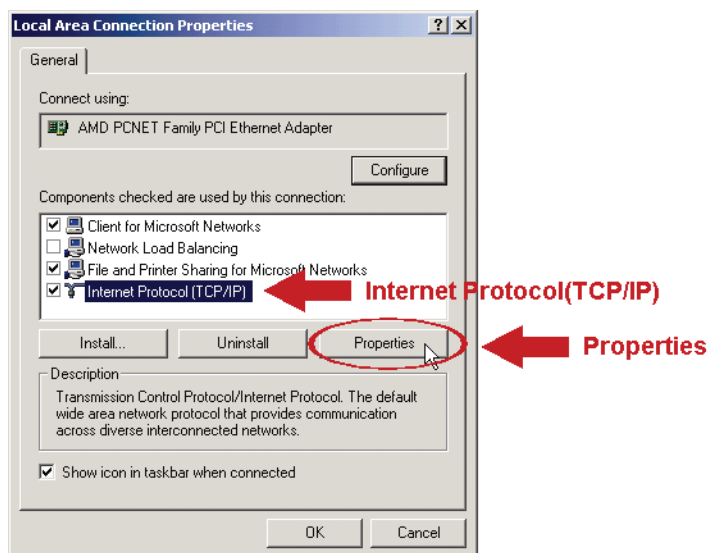 Local Area Connection Properties
General
Connect using:
AMD PCNET Family PCI Ethernet Adapter
Configure
Components checked are used by this connection:
Client for Microsoft Networks
Network Load Balancing
File and Printer Sharing for Microsoft Networks
Internet Protocol (TCP/IP)
Internet Protocol(TCP/IP)
Install...
Uninstall
Properties
Properties
Description
Transmission Control Protocol/Internet Protocol. The default
wide area network protocol that provides communication
across diverse interconnected networks.
Show icon in taskbar when connected
OK
Cancel